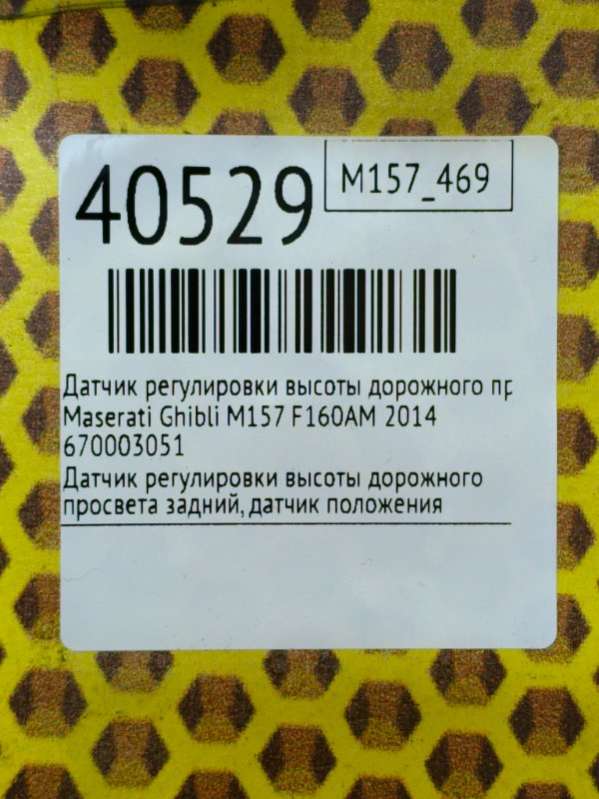 40529
M157_469
Датчик регулировки высоты дорожного пр
Maserati Ghibli M157 F160AM 2014
670003051
Датчик регулировки высоты дорожного
просвета задний, датчик положения